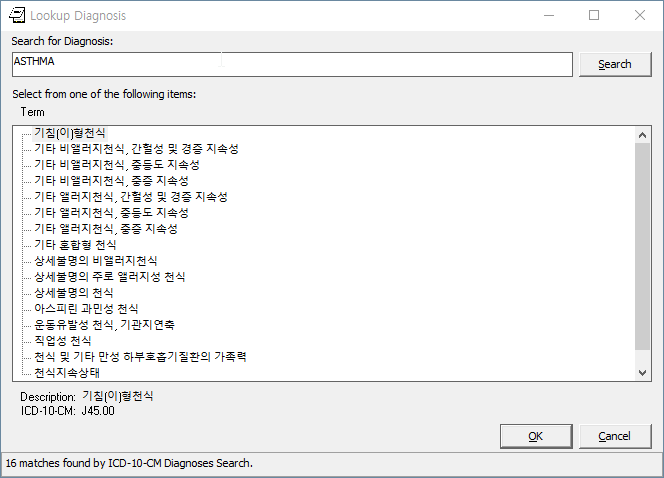 Lookup Diagnosis
Search for Diagnosis:
ASTHMA
Search
Select from one of the following items:
Term
기침(이)형천식
기타 비앨러지천식, 간헐성 및 경증 지속성
기타 비앨러지천식, 중등도 지속성
기타 비앨러지천식, 중증 지속성
기타 앨러지천식, 간헐성 및 경증 지속성
기타 앨러지천식, 중등도 지속성
기타 앨러지천식, 중증 지속성
기타 혼합형 천식
상세불명의 비앨러지천식
상세불명의 주로 앨러지성 천식
상세불명의 천식
아스피린 과민성 천식
운동유발성 천식, 기관지연축
직업성 천식
천식 및 기타 만성 하부호흡기질환의 가족력
천식지속상태
Description: 기침(이)형천식
ICD-10-CM: J45.00
OK
Cancel
16 matches found by ICD-10-CM Diagnoses Search.